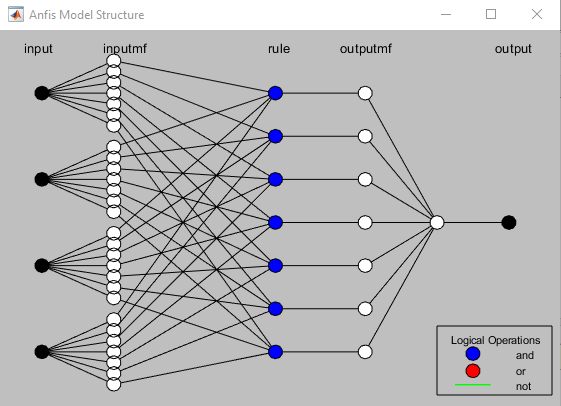 Anfis Model Structure
input inputmf rule outputmf output
Logical Operations
and
or
not